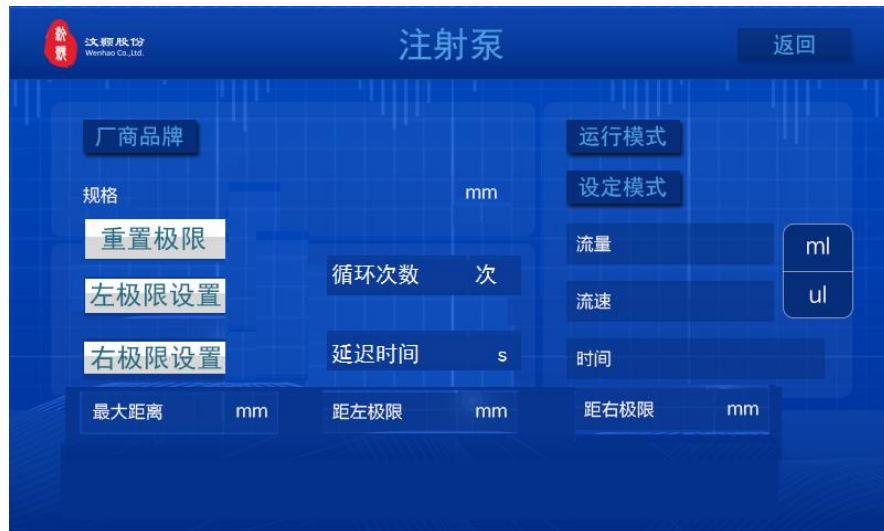 汶颢股份
Wenhao Co.,Ltd.
注射泵
返回
厂商品牌
运行模式
规格 mm
设定模式
重置极限
流量
ml
循环次数 次
左极限设置
流速
ul
延迟时间 s
右极限设置
时间
最大距离 mm
距左极限 mm
距右极限 mm